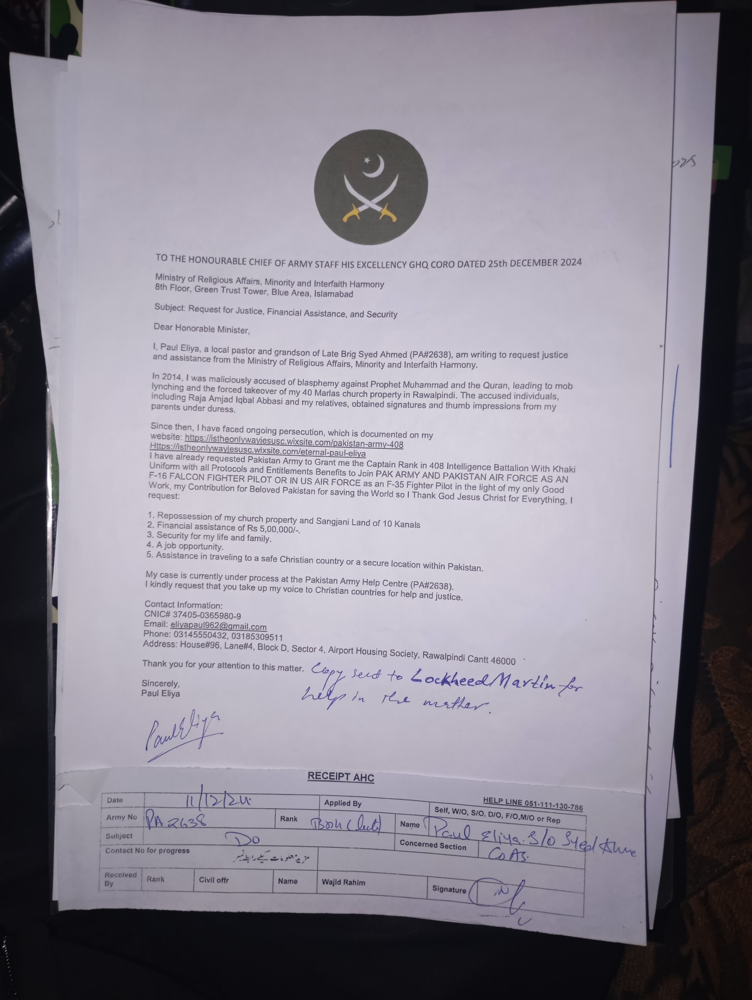 TO THE HONOURABLE CHIEF OF ARMY STAFF HIS EXCELLENCY GHQ CORO DATED 25th DECEMBER 2024
Ministry of Religious Affairs, Minority and Interfaith Harmony
8th Floor, Green Trust Tower, Blue Area, Islamabad
Subject: Request for Justice, Financial Assistance, and Security
Dear Honorable Minister,
I, Paul Eliya, a local pastor and grandson of Late Brig Syed Ahmed (PA#2638), am writing to request justice
and assistance from the Ministry of Religious Affairs, Minority and Interfaith Harmony.
In 2014, I was maliciously accused of blasphemy against Prophet Muhammad and the Quran, leading to mob
lynching and the forced takeover of my 40 Marlas church property in Rawalpindi. The accused individuals,
including Raja Amjad Iqbal Abbasi and my relatives, obtained signatures and thumb impressions from my
parents under duress.
Since then, I have faced ongoing persecution, which is documented on my
website: https://istheonlywayjesusc.wixsite.com/pakistan-army-408
Https://istheonlywayjesusc.wixsite.com/eternal-paul-eliya
I have already requested Pakistan Army to Grant me the Captain Rank in 408 Intelligence Battalion With Khaki
Uniform with all Protocols and Entitlements Benefits to Join PAK ARMY AND PAKISTAN AIR FORCE AS AN
F-16 FALCON FIGHTER PILOT OR IN US AIR FORCE as an F-35 Fighter Pilot in the light of my only Good
Work, my Contribution for Beloved Pakistan for saving the World so I Thank God Jesus Christ for Everything, I
request:
1. Repossession of my church property and Sangjani Land of 10 Kanals
2. Financial assistance of Rs 5,00,000/-.
3. Security for my life and family.
4. A job opportunity.
5. Assistance in traveling to a safe Christian country or a secure location within Pakistan.
My case is currently under process at the Pakistan Army Help Centre (PA#2638).
I kindly request that you take up my voice to Christian countries for help and justice.
Contact Information:
CNIC# 37405-0365980-9
Email: eliyapaul962@gmail.com
Phone: 03145550432, 03185309511
Address: House#96, Lane#4, Block D, Sector 4, Airport Housing Society, Rawalpindi Cantt 46000
Thank you for your attention to this matter. Copy sent to Lockheed Martin for
help in the matter.
Sincerely,
Paul Eliya
Paul Eliya
RECEIPT AHC
HELP LINE 051-111-130-786
Date 11/12/24 Applied By Self, W/O, S/O, D/O, F/O,M/O or Rep
Army No PA 2638 Rank Name Paul Eliya S/O Syed
Subject DO Concerned Section COAS
Contact No for progress مزید معلومات کیلئے رابطہ نمبر
Received By Rank Civil offr Name Wajid Rahim Signature
025